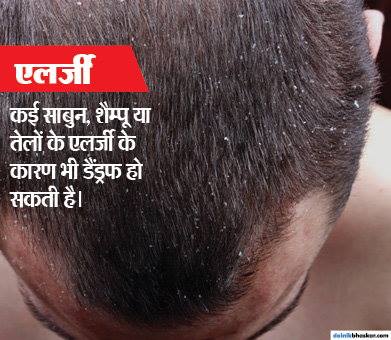 एलर्जी
कई साबुन, शैम्पू या
तेलों के एलर्जी के
कारण भी डैंड्रफ हो
सकती है।
dainikbhaskar.com